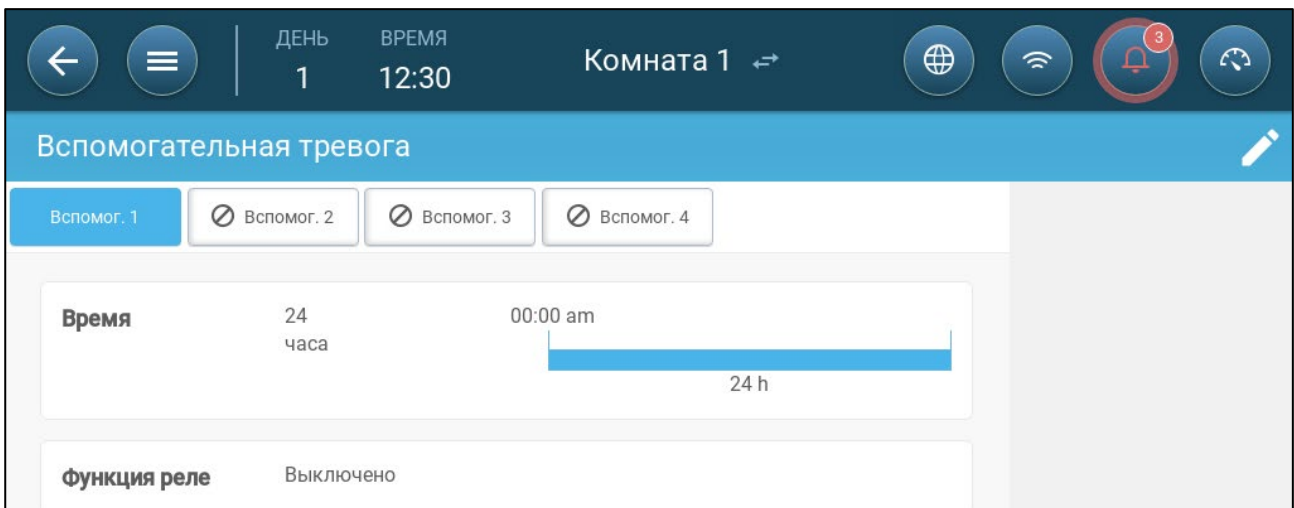 ДЕНЬ ВРЕМЯ
1 12:30 Комната 1
3
Вспомогательная тревога
Вспомог. 1 Вспомог. 2 Вспомог. 3 Вспомог. 4
Время 24 00:00 am
часа
24 h
Функция реле Выключено